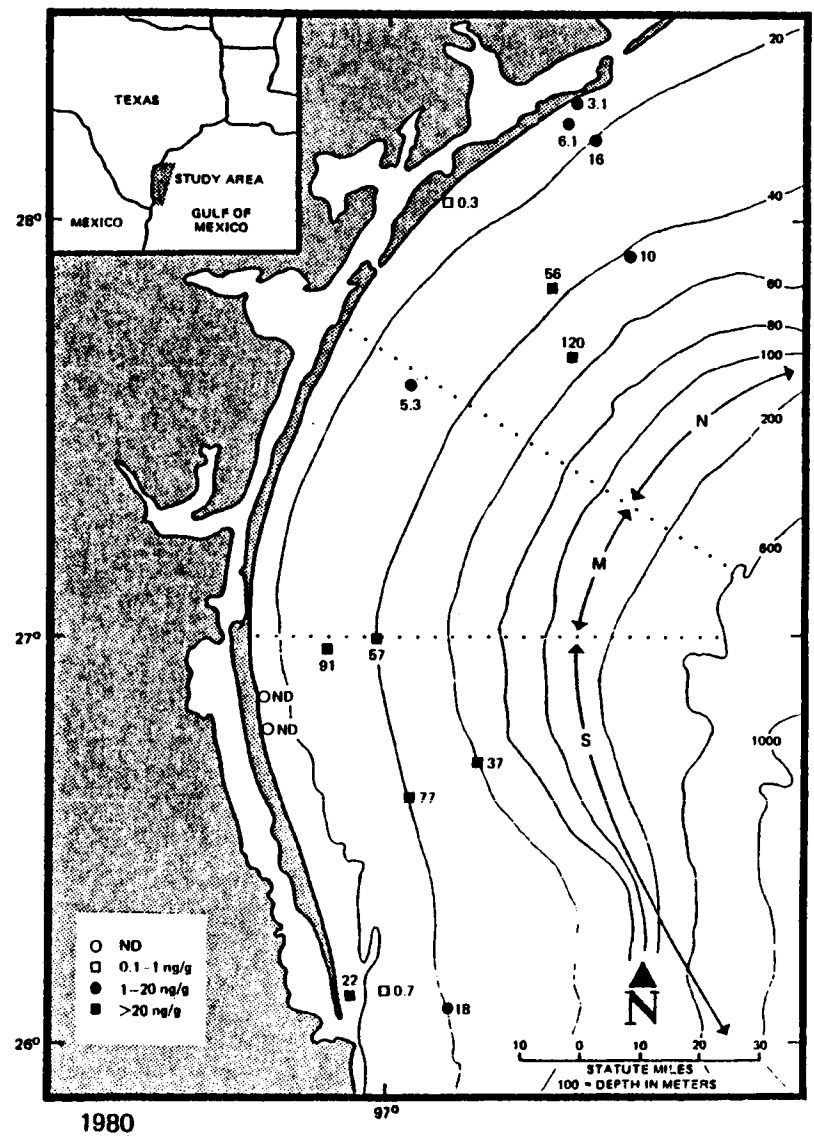 TEXAS
STUDY AREA
MEXICO
GULF OF
MEXICO
20
3.1
6.1
16
28°
0.3
40
10
56
60
120
80
100
5.3
200
N
600
M
27°
91
57
ND
ND
S
1000
37
77
ND
0.1-1 ng/g
1-20 ng/g
>20 ng/g
22
0.7
18
N
26°
10 0 10 20 30
STATUTE MILES
100 = DEPTH IN METERS
97°
1980